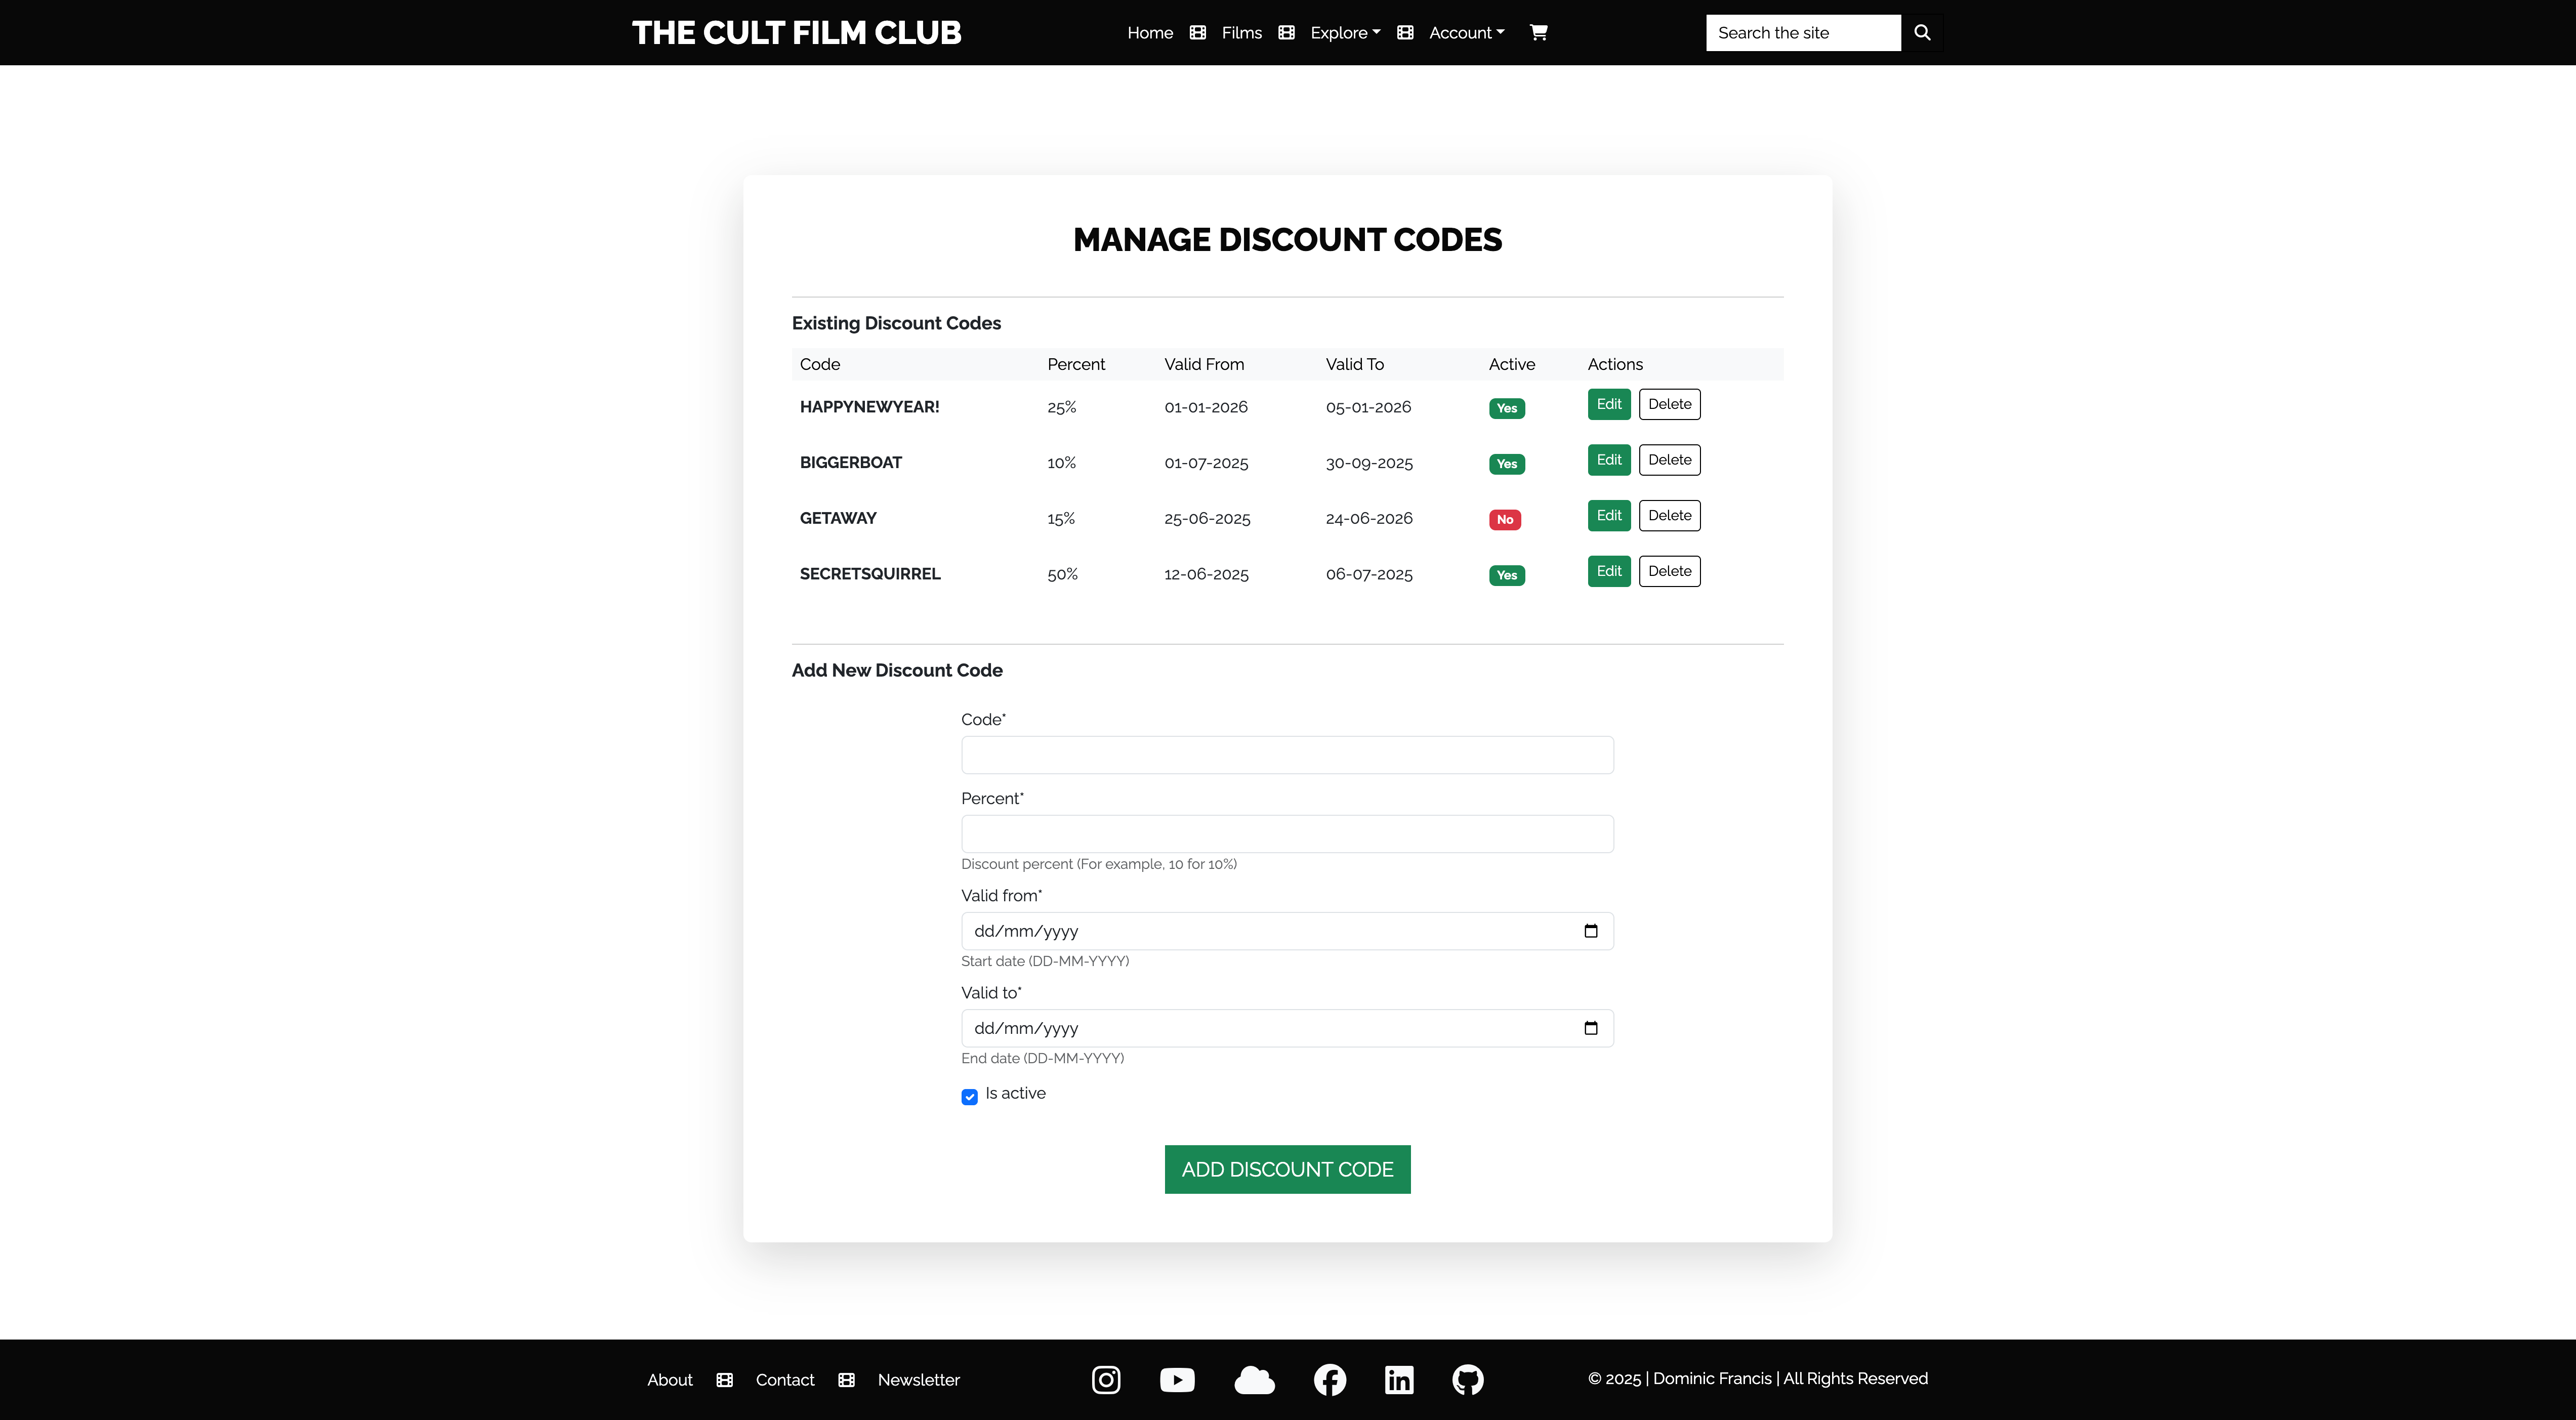 THE CULT FILM CLUB
Home Films Explore Account
Search the site
MANAGE DISCOUNT CODES
Existing Discount Codes
Code Percent Valid From Valid To Active Actions
HAPPYNEWYEAR! 25% 01-01-2026 05-01-2026 Yes Edit Delete
BIGGERBOAT 10% 01-07-2025 30-09-2025 Yes Edit Delete
GETAWAY 15% 25-06-2025 24-06-2026 No Edit Delete
SECRETSQUIRREL 50% 12-06-2025 06-07-2025 Yes Edit Delete
Add New Discount Code
Code*
Percent*
Discount percent (For example, 10 for 10%)
Valid from*
dd/mm/yyyy
Start date (DD-MM-YYYY)
Valid to*
dd/mm/yyyy
End date (DD-MM-YYYY)
Is active
ADD DISCOUNT CODE
About Contact Newsletter
© 2025 | Dominic Francis | All Rights Reserved